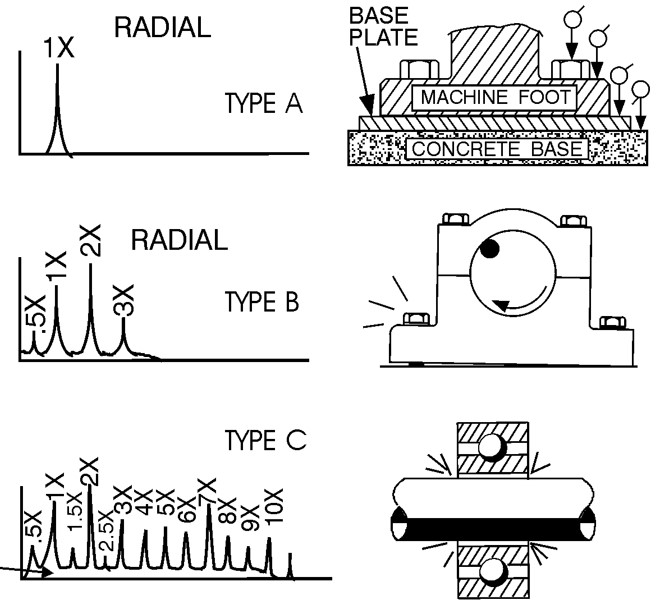 RADIAL
1X
TYPE A
BASE
PLATE
MACHINE FOOT
CONCRETE BASE
RADIAL
.5X
1X
2X
3X
TYPE B
TYPE C
.5X
1X
1.5X
2X
2.5X
3X
4X
5X
6X
7X
8X
9X
10X